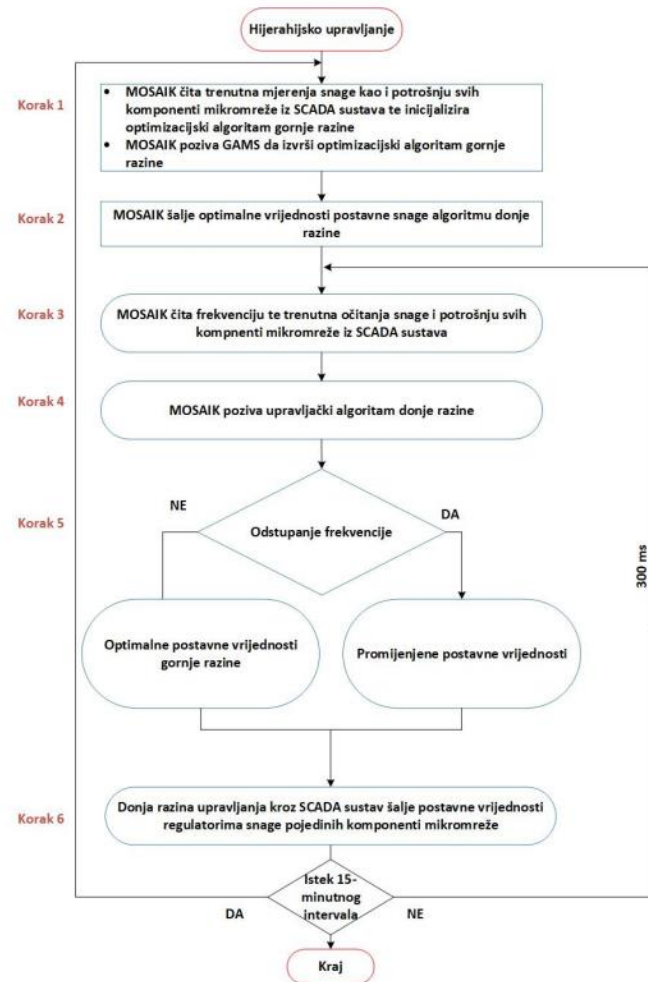 Hijerahijsko upravljanje
Korak 1
• MOSAIK čita trenutna mjerenja snage kao i potrošnju svih
komponenti mikromreže iz SCADA sustava te inicijalizira
optimizacijski algoritam gornje razine
• MOSAIK poziva GAMS da izvrši optimizacijski algoritam gornje
razine
Korak 2
MOSAIK šalje optimalne vrijednosti postavne snage algoritmu donje
razine
Korak 3
MOSAIK čita frekvenciju te trenutna očitanja snage i potrošnju svih
kompnenti mikromreže iz SCADA sustava
Korak 4
MOSAIK poziva upravljački algoritam donje razine
Korak 5
NE
DA
Odstupanje frekvencije
300 ms
Optimalne postavne vrijednosti
gornje razine
Promijenjene postavne vrijednosti
Korak 6
Donja razina upravljanja kroz SCADA sustav šalje postavne vrijednosti
regulatorima snage pojedinih komponenti mikromreže
Istek 15-
minutnog
intervala
DA
NE
Kraj